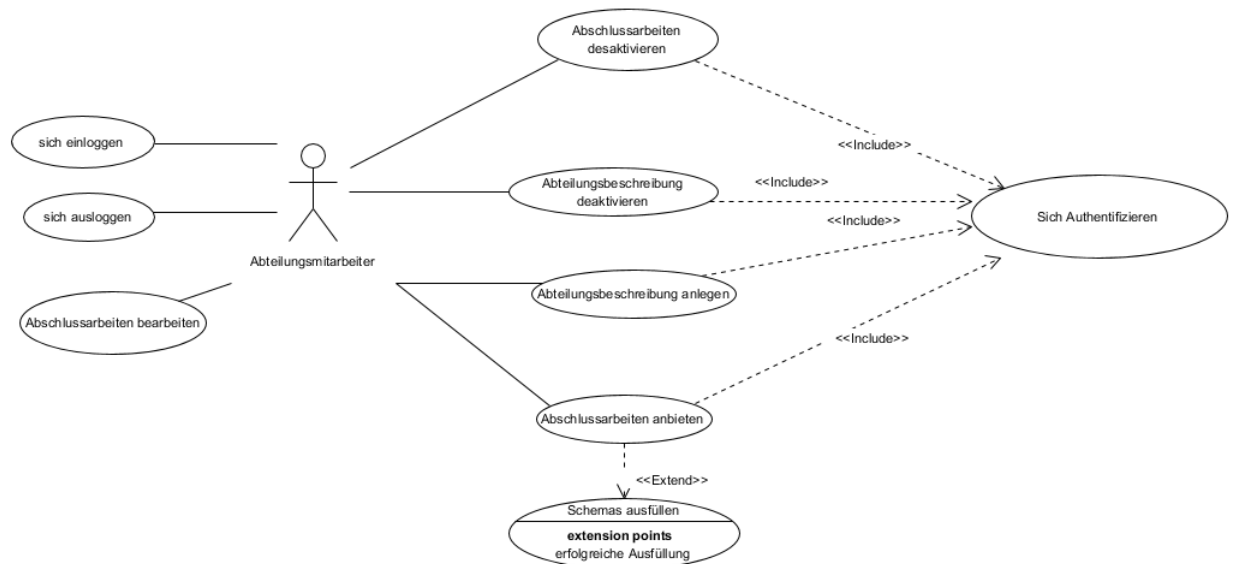 Abschlussarbeiten
desaktivieren
<<Include>>
sich einloggen
Abteilungsbeschreibung
deaktivieren
<<Include>>
sich ausloggen
<<Include>>
Sich Authentifizieren
Abteilungsmitarbeiter
Abteilungsbeschreibung anlegen
Abschlussarbeiten bearbeiten
<<Include>>
Abschlussarbeiten anbieten
<<Extend>>
Schemas ausfüllen
extension points
erfolgreiche Ausfüllung